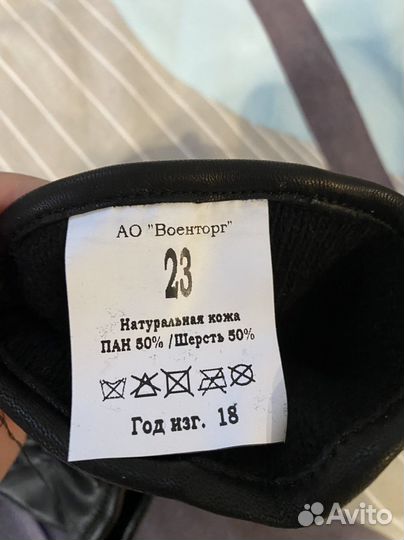 АО "Военторг"
23
Натуральная кожа
ПАН 50% /Шерсть 50%
Год изг. 18
Avito